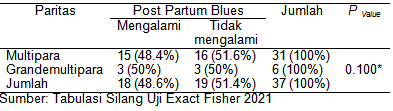 Paritas Post Partum Blues Jumlah P Value
Mengalami Tidak mengalami
Multipara 15 (48.4%) 16 (51.6%) 31 (100%)
Grandemultipara 3 (50%) 3 (50%) 6 (100%) 0.100*
Jumlah 18 (48.6%) 19 (51.4%) 37 (100%)
Sumber: Tabulasi Silang Uji Exact Fisher 2021